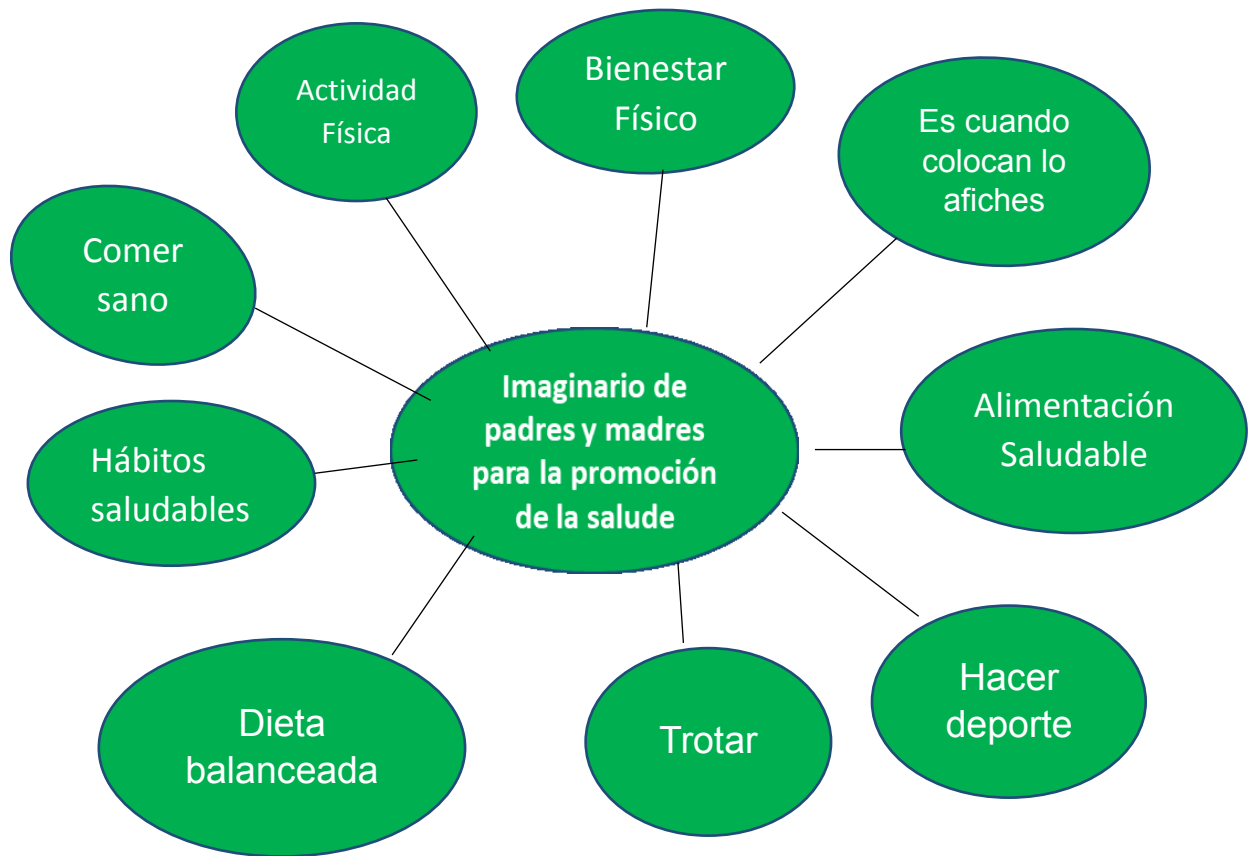 Actividad
Física
Bienestar
Físico
Es cuando
colocan lo
afiches
Comer
sano
Imaginario de
padres y madres
para la promoción
de la salude
Alimentación
Saludable
Hábitos
saludables
Dieta
balanceada
Trotar
Hacer
deporte